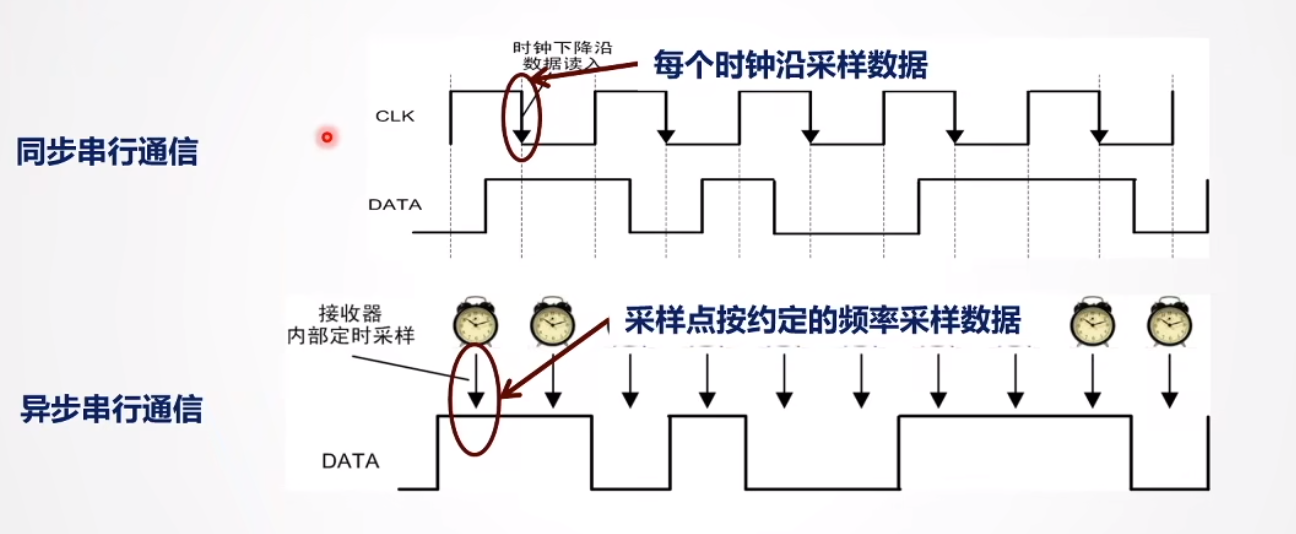 时钟下降沿
数据读入
每个时钟沿采样数据
CLK
同步串行通信
DATA
接收器
内部定时采样
采样点按约定的频率采样数据
异步串行通信
DATA